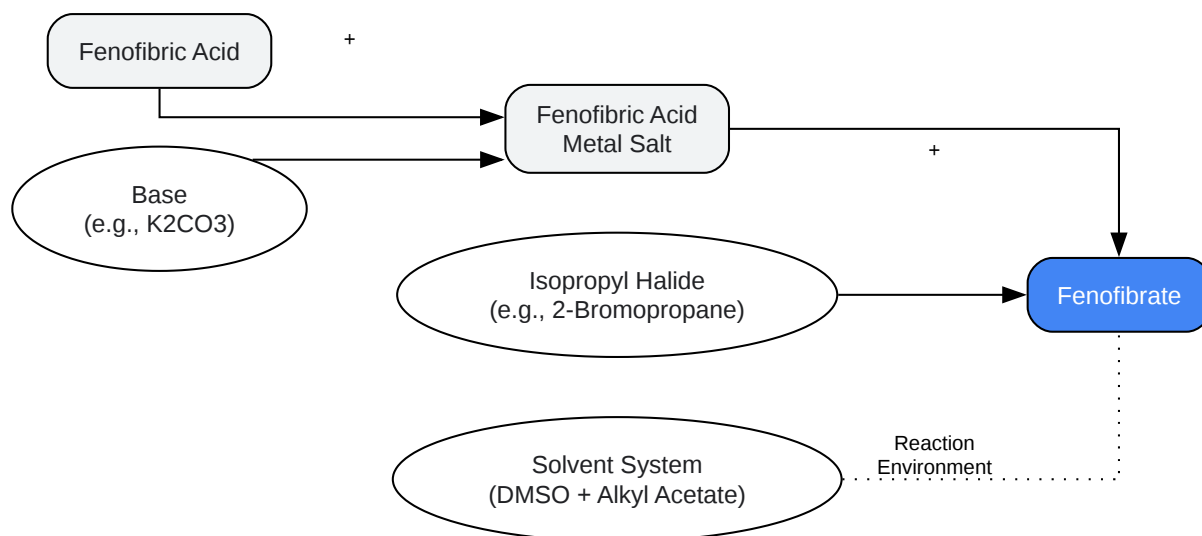 Fenofibric Acid
+
Fenofibric Acid
Metal Salt
+
Base
(e.g., K2CO3)
Isopropyl Halide
(e.g., 2-Bromopropane)
Fenofibrate
Reaction
Environment
Solvent System
(DMSO + Alkyl Acetate)